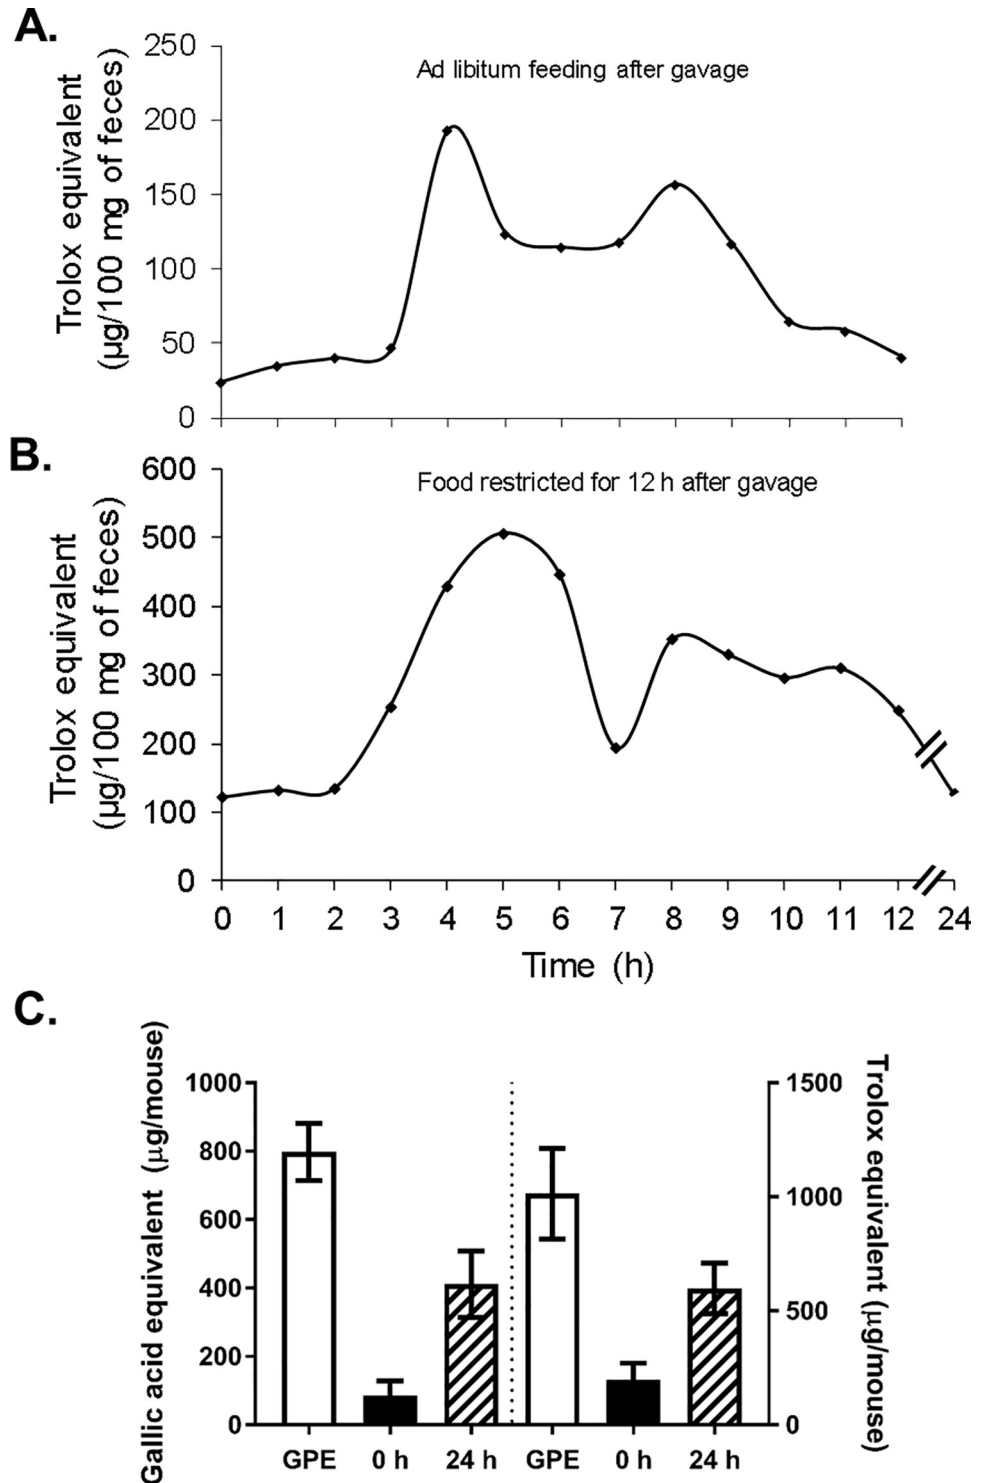 A.
Ad libitum feeding after gavage
Trolox equivalent
(µg/100 mg of feces)
250
200
150
100
50
0
B.
Food restricted for 12 h after gavage
Trolox equivalent
(µg/100 mg of feces)
600
500
400
300
200
100
0
0 1 2 3 4 5 6 7 8 9 10 11 12 24
Time (h)
C.
Gallic acid equivalent (µg/mouse)
1000
800
600
400
200
0
Trolox equivalent (µg/mouse)
1500
1000
500
0
GPE 0 h 24 h GPE 0 h 24 h